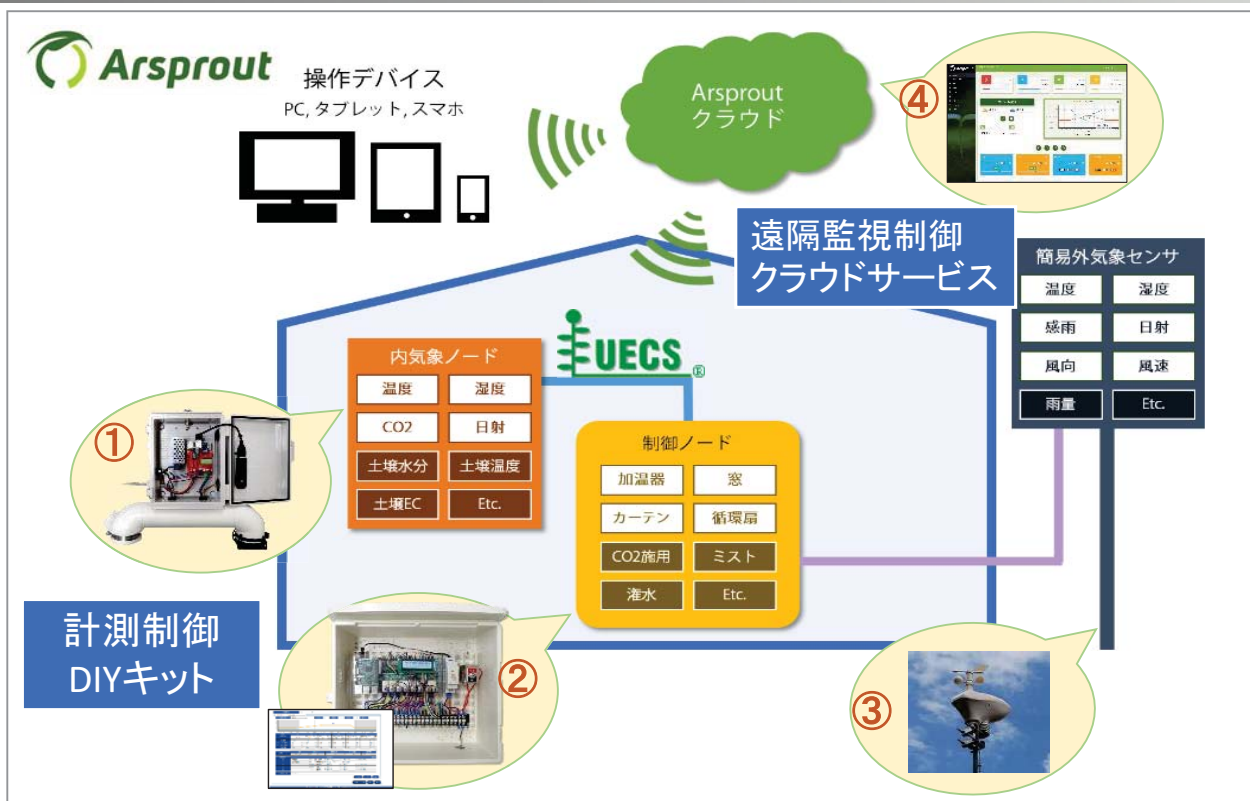 Arsprout
操作デバイス
PC, タブレット, スマホ
Arsprout
クラウド
④
遠隔監視制御
クラウドサービス
簡易外気象センサ
温度
湿度
感雨
日射
風向
風速
雨量
Etc.
UECS
®
内気象ノード
温度
湿度
CO2
日射
土壌水分
土壌温度
土壌EC
Etc.
①
制御ノード
加温器
窓
カーテン
循環扇
CO2施用
ミスト
潅水
Etc.
計測制御
DIYキット
②
③